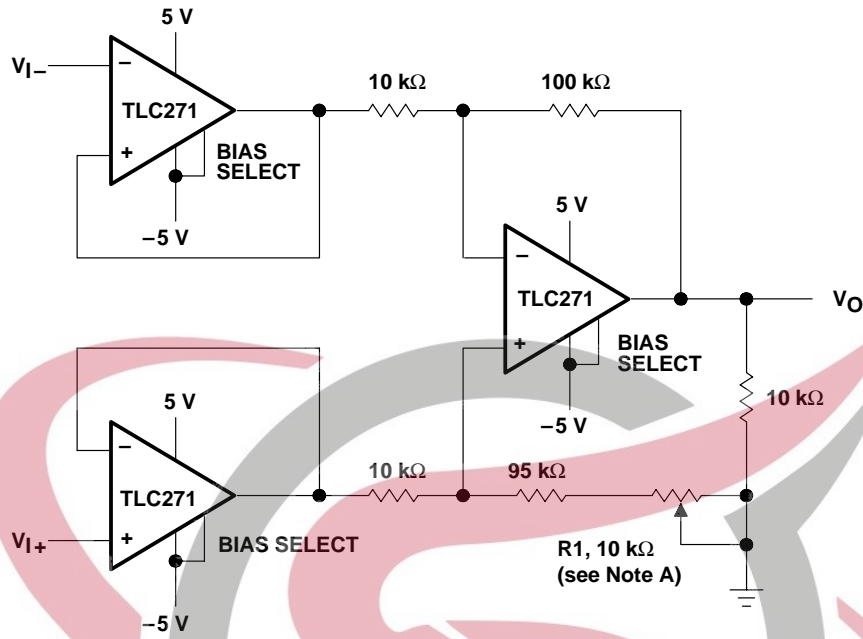 5 V
V_I–
–
TLC271
+
BIAS
SELECT
–5 V
10 kΩ
100 kΩ
5 V
–
TLC271
+
BIAS
SELECT
–5 V
V_O
10 kΩ
5 V
–
TLC271
V_I+
+
BIAS SELECT
–5 V
10 kΩ
95 kΩ
R1, 10 kΩ
(see Note A)